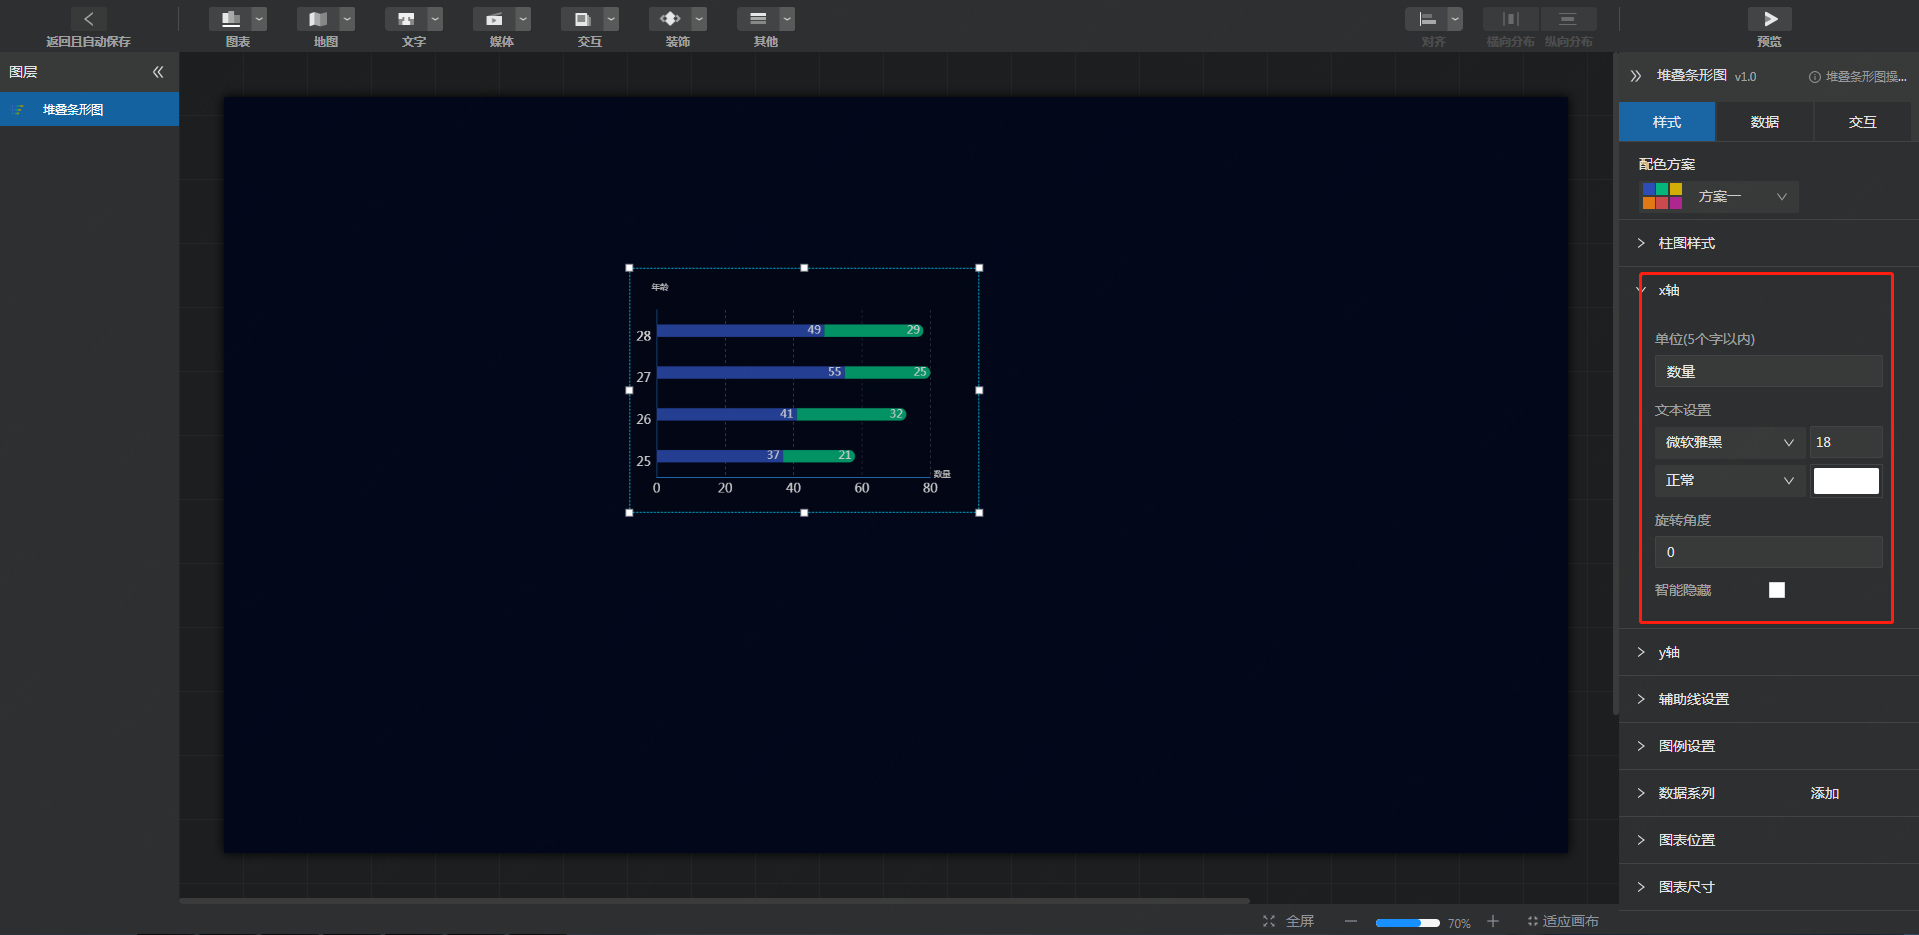 返回且自动保存
图表
地图
文字
媒体
交互
装饰
其他
对齐
横向分布
纵向分布
预览
图层
堆叠条形图
堆叠条形图 v1.0
堆叠条形图操...
样式
数据
交互
配色方案
方案一
柱图样式
x轴
单位(5个字以内)
数量
文本设置
微软雅黑
18
正常
旋转角度
0
智能隐藏
y轴
辅助线设置
图例设置
数据系列
添加
图表位置
图表尺寸
年龄
28
49
29
27
55
25
26
41
32
25
37
21
数量
0
20
40
60
80
全屏
70%
适应画布